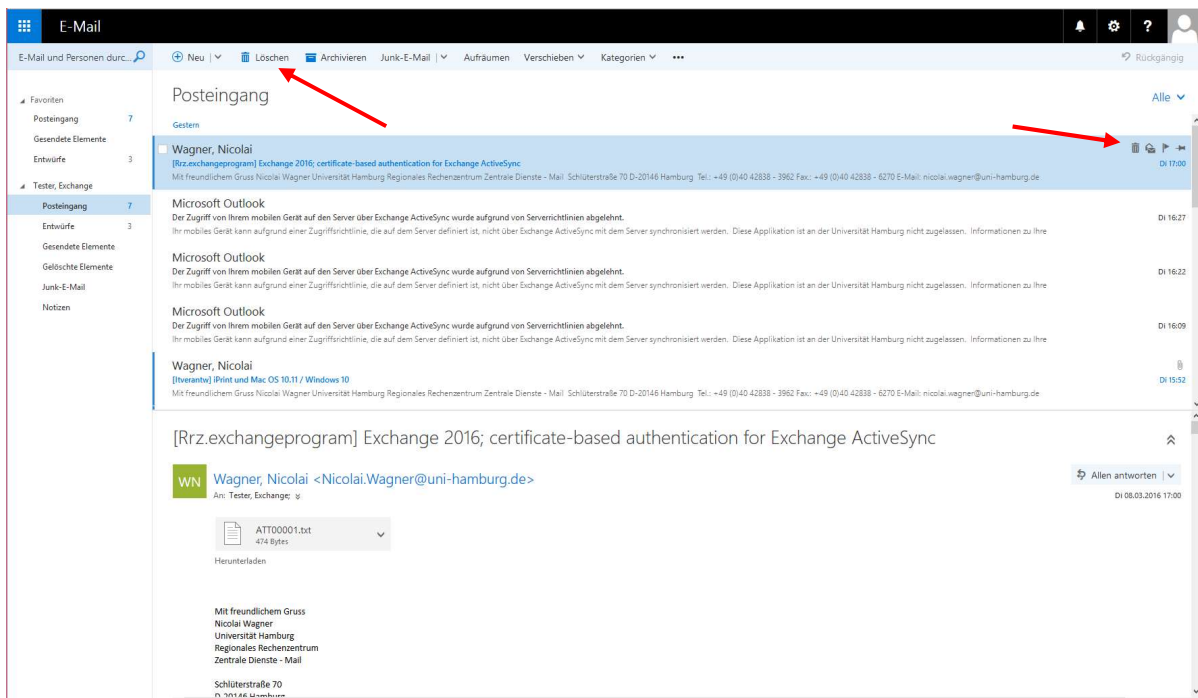 E-Mail
?
E-Mail und Personen durc...
Neu
Löschen
Archivieren
Junk-E-Mail
Aufräumen
Verschieben
Kategorien
•••
Rückgängig
Favoriten
Posteingang 7
Gesendete Elemente
Entwürfe 3
Tester, Exchange
Posteingang 7
Entwürfe 3
Gesendete Elemente
Gelöschte Elemente
Junk-E-Mail
Notizen
Posteingang
Alle
Gestern
Wagner, Nicolai
[Rrz.exchangeprogram] Exchange 2016; certificate-based authentication for Exchange ActiveSync
Di 17:00
Mit freundlichem Gruss Nicolai Wagner Universität Hamburg Regionales Rechenzentrum Zentrale Dienste - Mail Schlüterstraße 70 D-20146 Hamburg Tel.: +49 (0)40 42838 - 3962 Fax.: +49 (0)40 42838 - 6270 E-Mail: nicolai.wagner@uni-hamburg.de
Microsoft Outlook
Der Zugriff von Ihrem mobilen Gerät auf den Server über Exchange ActiveSync wurde aufgrund von Serverrichtlinien abgelehnt.
Di 16:27
Ihr mobiles Gerät kann aufgrund einer Zugriffsrichtlinie, die auf dem Server definiert ist, nicht über Exchange ActiveSync mit dem Server synchronisiert werden. Diese Applikation ist an der Universität Hamburg nicht zugelassen. Informationen zu Ihre
Microsoft Outlook
Der Zugriff von Ihrem mobilen Gerät auf den Server über Exchange ActiveSync wurde aufgrund von Serverrichtlinien abgelehnt.
Di 16:22
Ihr mobiles Gerät kann aufgrund einer Zugriffsrichtlinie, die auf dem Server definiert ist, nicht über Exchange ActiveSync mit dem Server synchronisiert werden. Diese Applikation ist an der Universität Hamburg nicht zugelassen. Informationen zu Ihre
Microsoft Outlook
Der Zugriff von Ihrem mobilen Gerät auf den Server über Exchange ActiveSync wurde aufgrund von Serverrichtlinien abgelehnt.
Di 16:09
Ihr mobiles Gerät kann aufgrund einer Zugriffsrichtlinie, die auf dem Server definiert ist, nicht über Exchange ActiveSync mit dem Server synchronisiert werden. Diese Applikation ist an der Universität Hamburg nicht zugelassen. Informationen zu Ihre
Wagner, Nicolai
[Itverantw] iPrint und Mac OS 10.11 / Windows 10
Di 15:52
Mit freundlichem Gruss Nicolai Wagner Universität Hamburg Regionales Rechenzentrum Zentrale Dienste - Mail Schlüterstraße 70 D-20146 Hamburg Tel.: +49 (0)40 42838 - 3962 Fax.: +49 (0)40 42838 - 6270 E-Mail: nicolai.wagner@uni-hamburg.de
[Rrz.exchangeprogram] Exchange 2016; certificate-based authentication for Exchange ActiveSync
WN
Wagner, Nicolai <Nicolai.Wagner@uni-hamburg.de>
An: Tester, Exchange;
Allen antworten
Di 08.03.2016 17:00
ATT00001.txt
474 Bytes
Herunterladen
Mit freundlichem Gruss
Nicolai Wagner
Universität Hamburg
Regionales Rechenzentrum
Zentrale Dienste - Mail
Schlüterstraße 70
D-20146 Hamburg